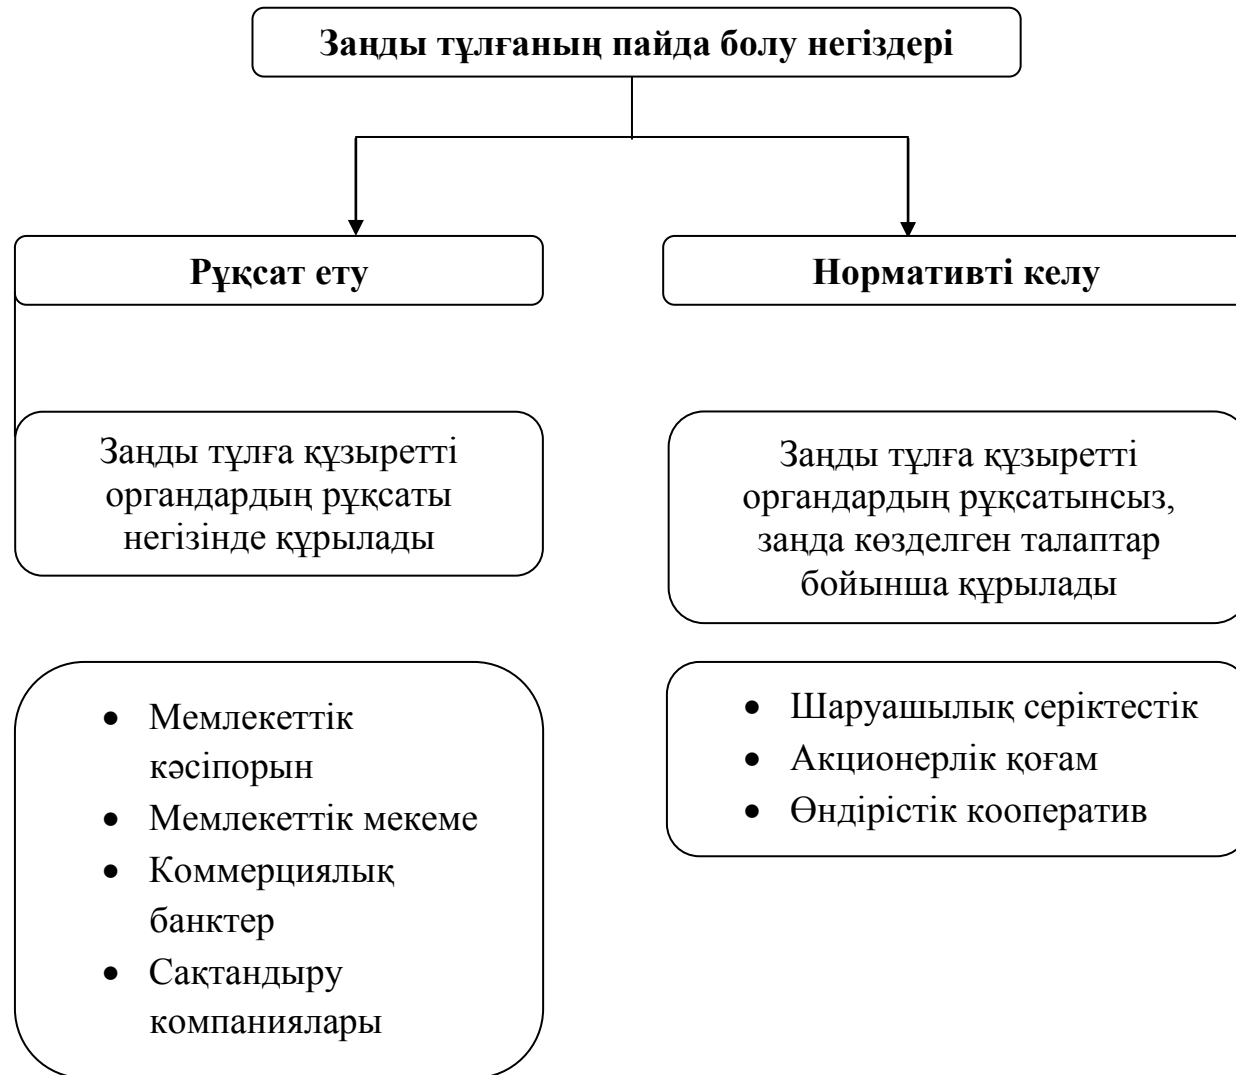 Заңды тұлғаның пайда болу негіздері
Рұқсат ету
Нормативті келу
Заңды тұлға құзыретті
органдардың рұқсаты
негізінде құрылады
Заңды тұлға құзыретті
органдардың рұқсатынсыз,
заңда көзделген талаптар
бойынша құрылады
• Мемлекеттік
кәсіпорын
• Мемлекеттік мекеме
• Коммерциялық
банктер
• Сақтандыру
компаниялары
• Шаруашылық серіктестік
• Акционерлік қоғам
• Өндірістік кооператив